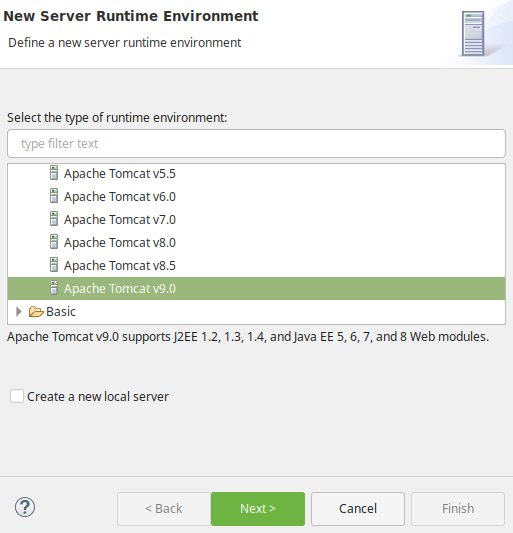 New Server Runtime Environment
Define a new server runtime environment
Select the type of runtime environment:
type filter text
Apache Tomcat v5.5
Apache Tomcat v6.0
Apache Tomcat v7.0
Apache Tomcat v8.0
Apache Tomcat v8.5
Apache Tomcat v9.0
Basic
Apache Tomcat v9.0 supports J2EE 1.2, 1.3, 1.4, and Java EE 5, 6, 7, and 8 Web modules.
Create a new local server
? < Back Next > Cancel Finish